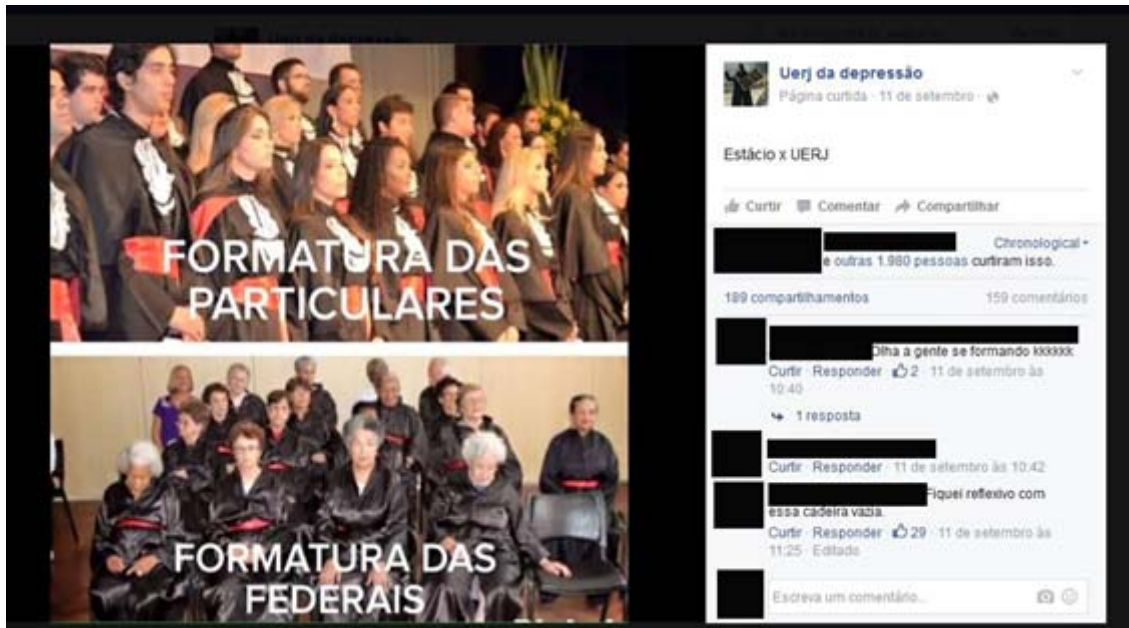 FORMATURA DAS
PARTICULARES
FORMATURA DAS
FEDERAIS
Uerj da depressão
Página curtida · 11 de setembro ·
Estácio x UERJ
Curtir Comentar Compartilhar
Chronological
e outras 1.980 pessoas curtiram isso.
189 compartilhamentos 159 comentários
Olha a gente se formando kkkkkk
Curtir · Responder · 2 · 11 de setembro às
10:40
1 resposta
Curtir · Responder · 11 de setembro às 10:42
Fiquei reflexivo com
essa cadeira vazia.
Curtir · Responder · 29 · 11 de setembro às
11:25 · Editado
Escreva um comentário...